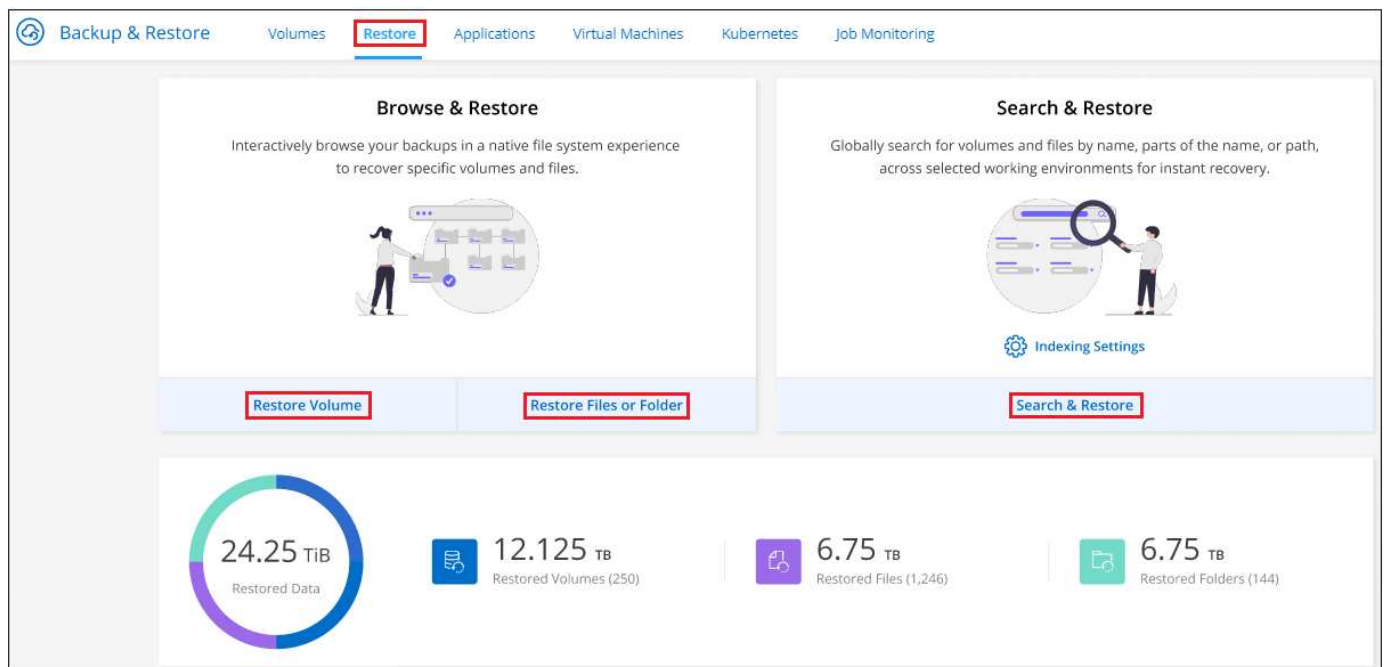 Backup & Restore
Volumes
Restore
Applications
Virtual Machines
Kubernetes
Job Monitoring
Browse & Restore
Interactively browse your backups in a native file system experience
to recover specific volumes and files.
Restore Volume
Restore Files or Folder
Search & Restore
Globally search for volumes and files by name, parts of the name, or path,
across selected working environments for instant recovery.
Indexing Settings
Search & Restore
24.25 TiB
Restored Data
12.125 TB
Restored Volumes (250)
6.75 TB
Restored Files (1,246)
6.75 TB
Restored Folders (144)